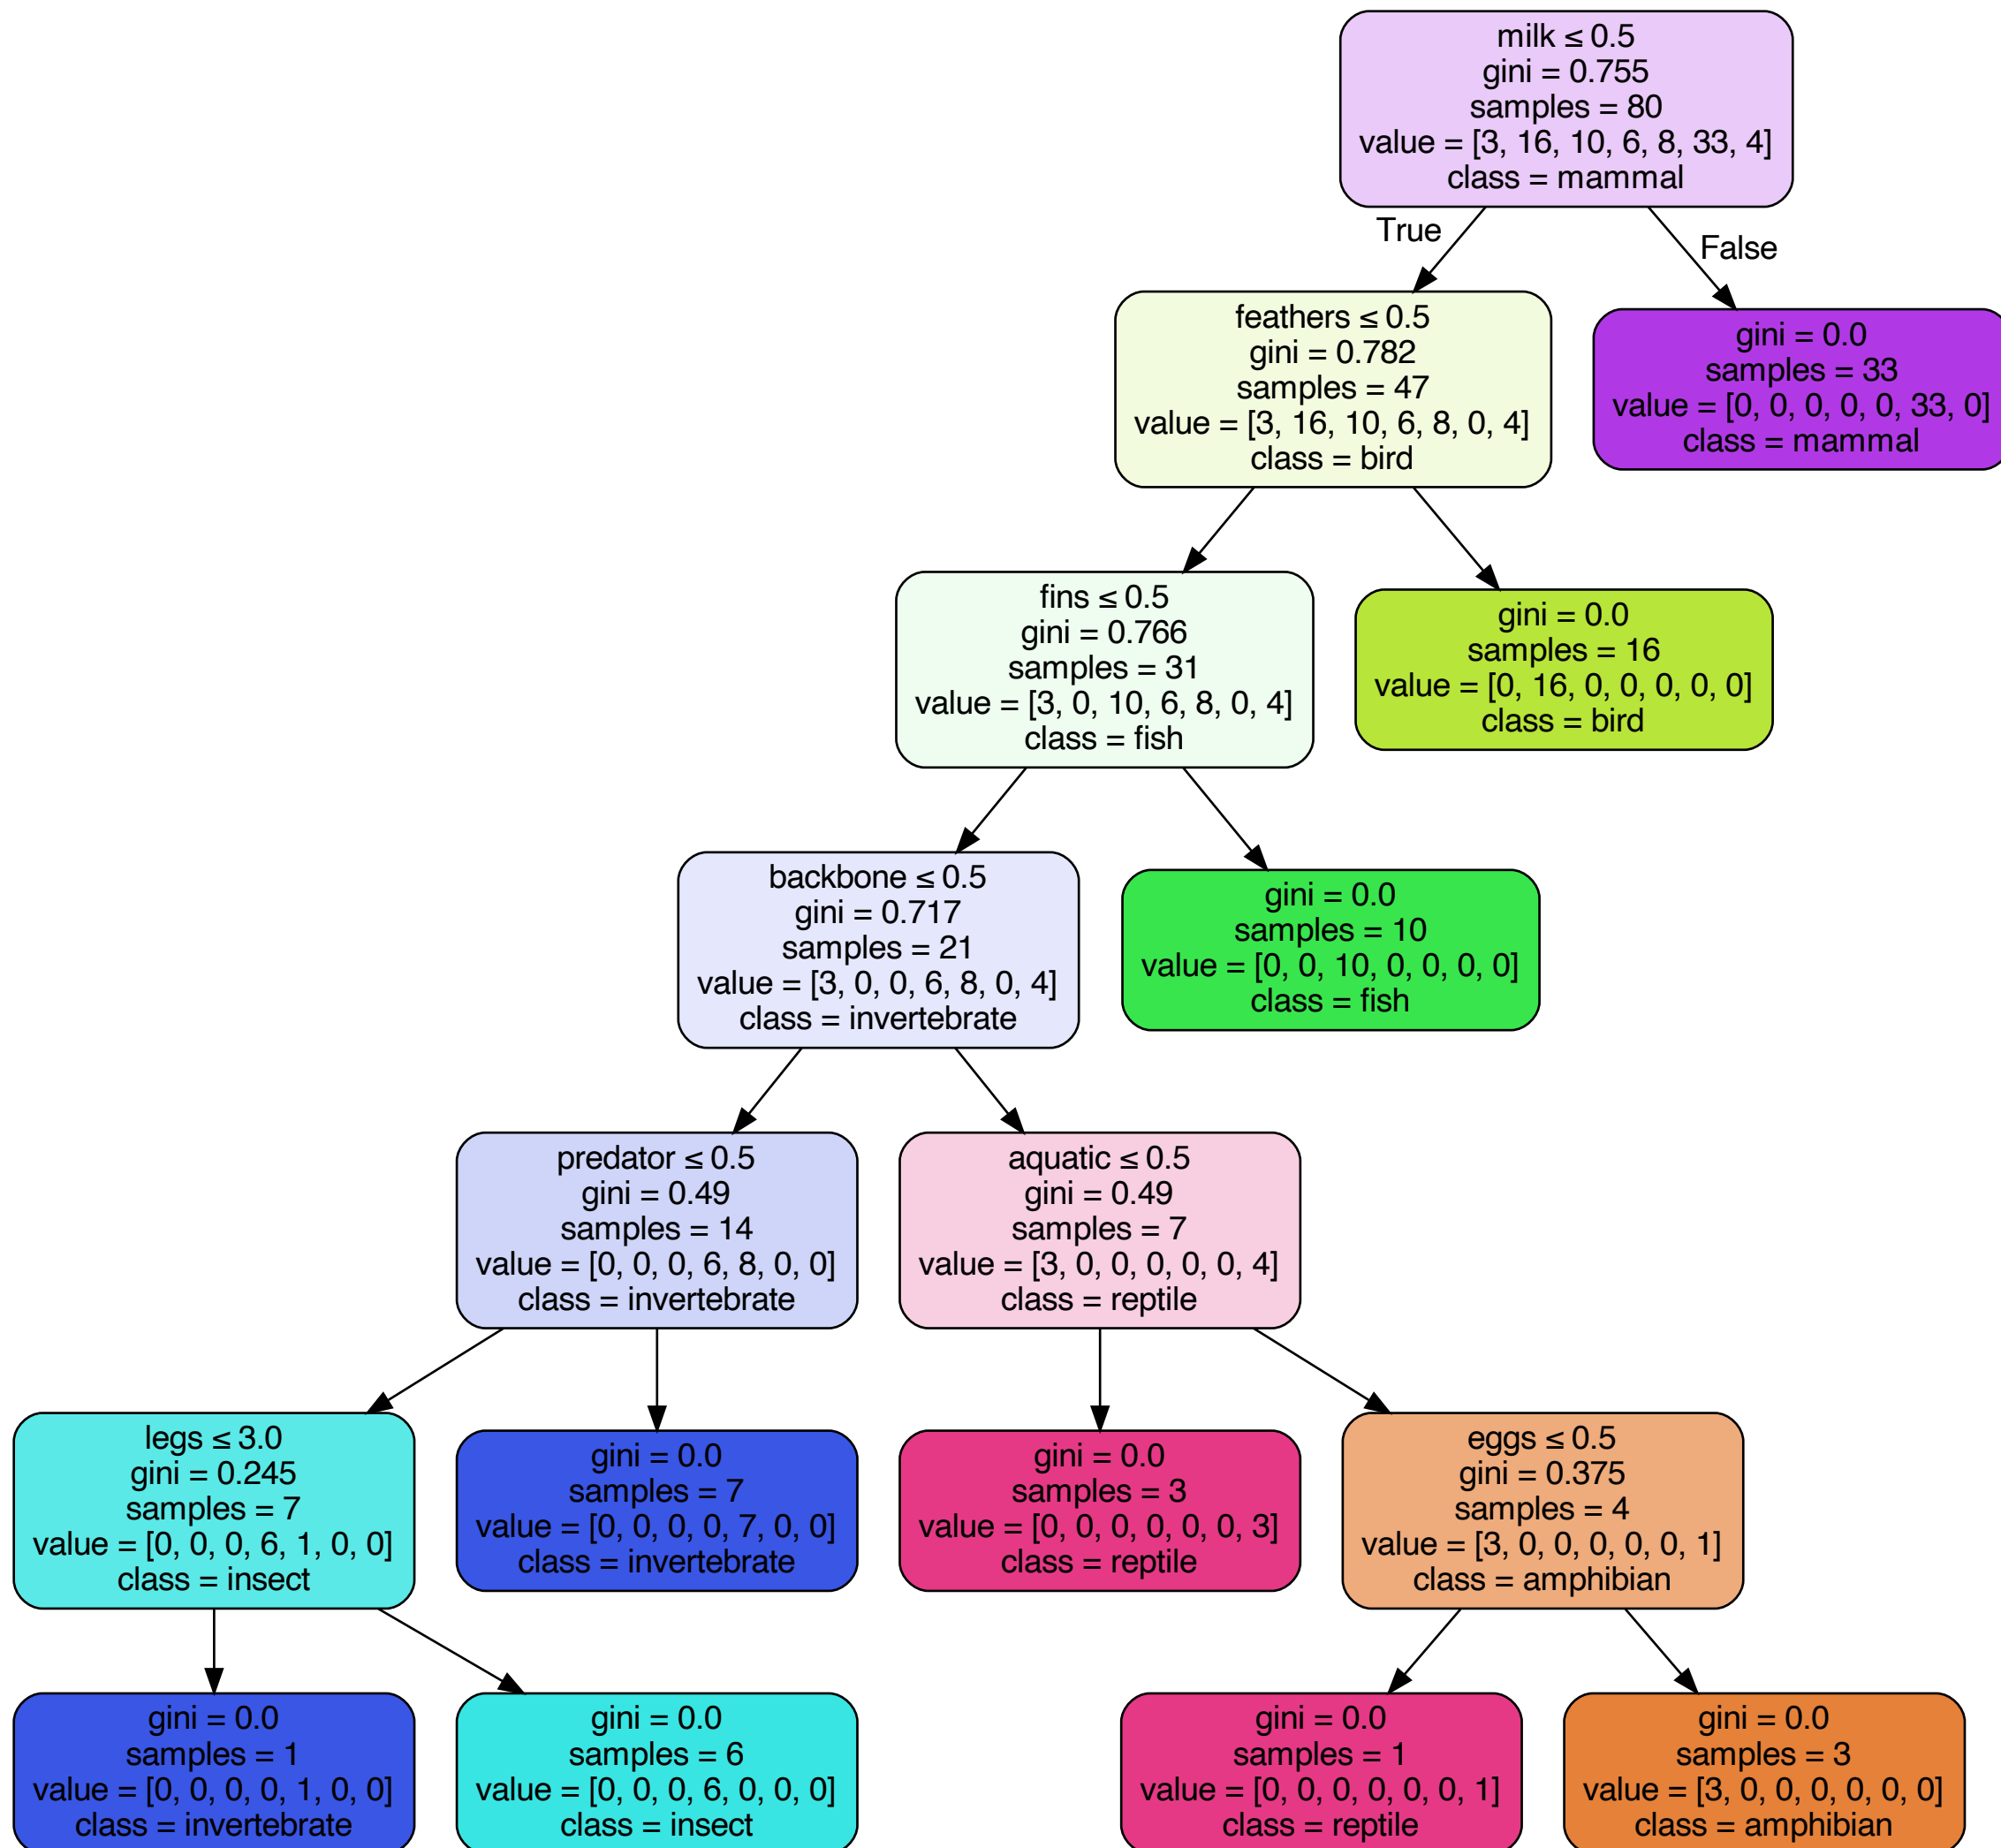 milk ≤ 0.5
gini = 0.755
samples = 80
value = [3, 16, 10, 6, 8, 33, 4]
class = mammal
True
False
feathers ≤ 0.5
gini = 0.782
samples = 47
value = [3, 16, 10, 6, 8, 0, 4]
class = bird
gini = 0.0
samples = 33
value = [0, 0, 0, 0, 0, 33, 0]
class = mammal
fins ≤ 0.5
gini = 0.766
samples = 31
value = [3, 0, 10, 6, 8, 0, 4]
class = fish
gini = 0.0
samples = 16
value = [0, 16, 0, 0, 0, 0, 0]
class = bird
backbone ≤ 0.5
gini = 0.717
samples = 21
value = [3, 0, 0, 6, 8, 0, 4]
class = invertebrate
gini = 0.0
samples = 10
value = [0, 0, 10, 0, 0, 0, 0]
class = fish
predator ≤ 0.5
gini = 0.49
samples = 14
value = [0, 0, 0, 6, 8, 0, 0]
class = invertebrate
aquatic ≤ 0.5
gini = 0.49
samples = 7
value = [3, 0, 0, 0, 0, 0, 4]
class = reptile
legs ≤ 3.0
gini = 0.245
samples = 7
value = [0, 0, 0, 6, 1, 0, 0]
class = insect
gini = 0.0
samples = 7
value = [0, 0, 0, 0, 7, 0, 0]
class = invertebrate
gini = 0.0
samples = 3
value = [0, 0, 0, 0, 0, 0, 3]
class = reptile
eggs ≤ 0.5
gini = 0.375
samples = 4
value = [3, 0, 0, 0, 0, 0, 1]
class = amphibian
gini = 0.0
samples = 1
value = [0, 0, 0, 0, 1, 0, 0]
class = invertebrate
gini = 0.0
samples = 6
value = [0, 0, 0, 6, 0, 0, 0]
class = insect
gini = 0.0
samples = 1
value = [0, 0, 0, 0, 0, 0, 1]
class = reptile
gini = 0.0
samples = 3
value = [3, 0, 0, 0, 0, 0, 0]
class = amphibian